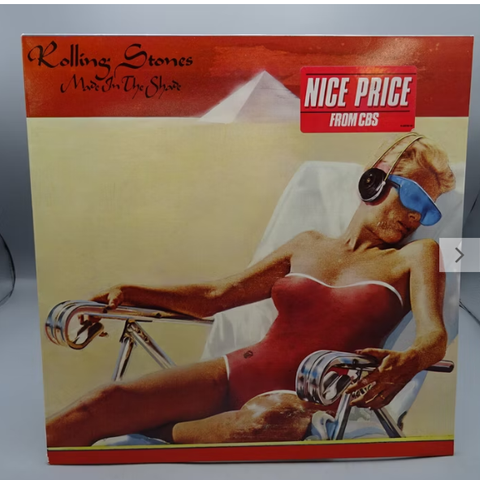 Rolling Stones
Made In The Shade
NICE PRICE
FROM CBS